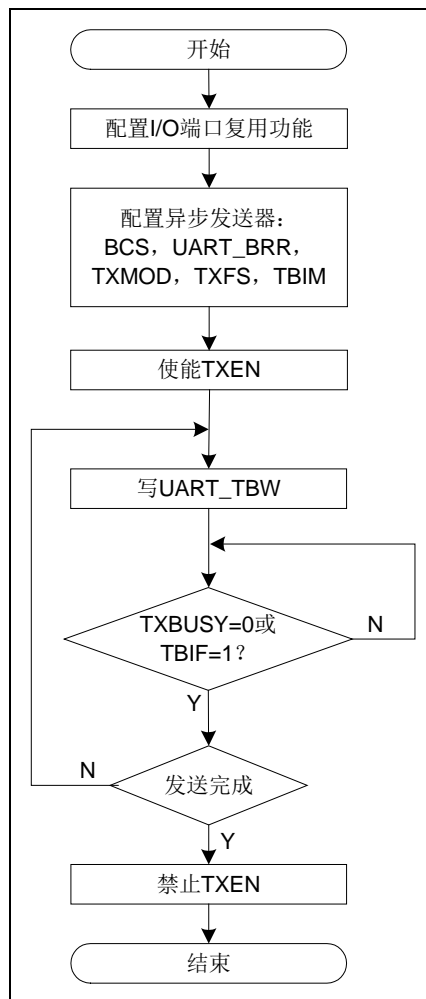 开始
配置I/O端口复用功能
配置异步发送器：
BCS，UART_BRR，
TXMOD，TXFS，TBIM
使能TXEN
写UART_TBW
TXBUSY=0或
TBIF=1？
N
Y
N
发送完成
Y
禁止TXEN
结束